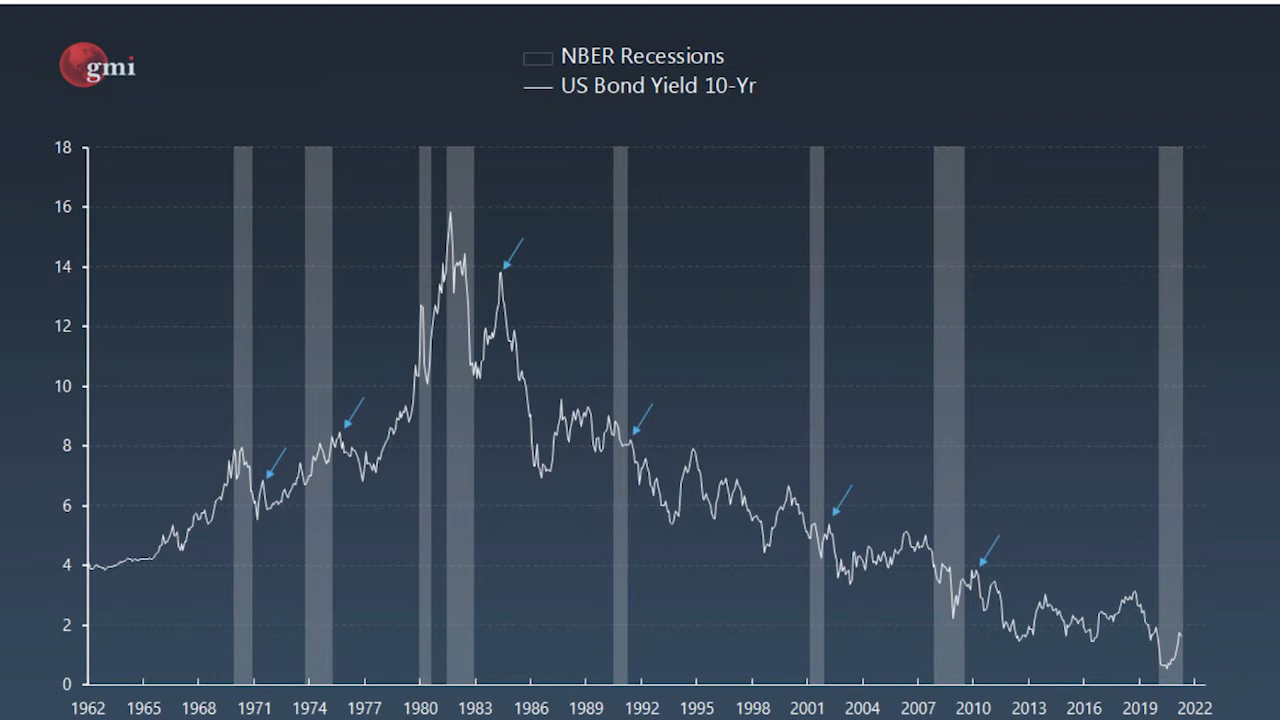 gmi
NBER Recessions
US Bond Yield 10-Yr
18
16
14
12
10
8
6
4
2
0
1962 1965 1968 1971 1974 1977 1980 1983 1986 1989 1992 1995 1998 2001 2004 2007 2010 2013 2016 2019 2022